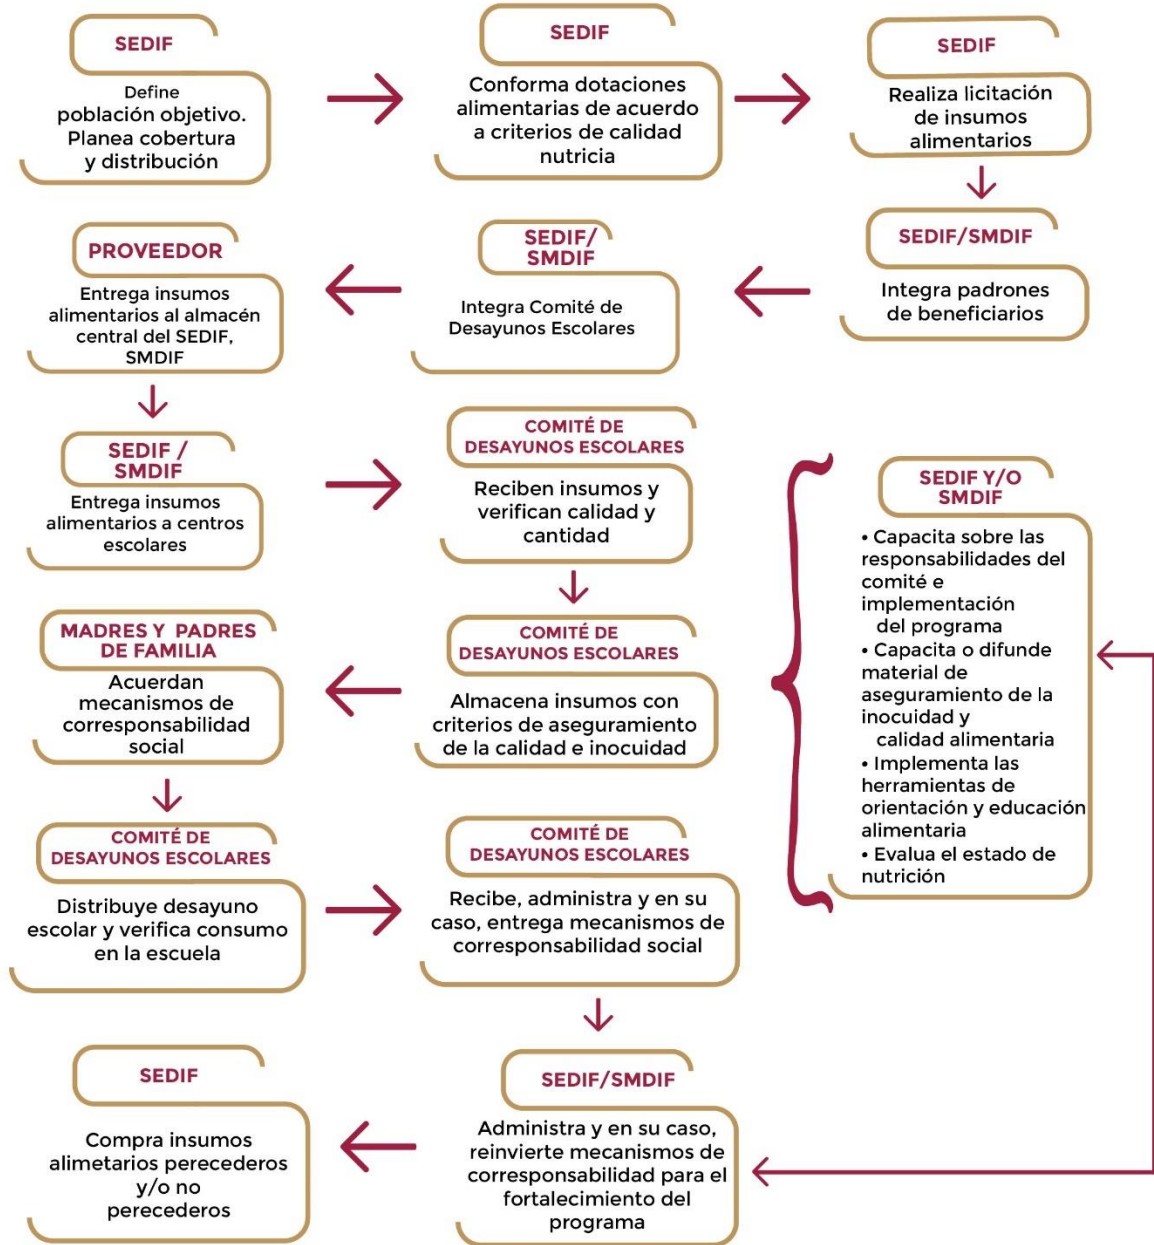 SEDIF
Define
población objetivo.
Planea cobertura
y distribución
SEDIF
Conforma dotaciones
alimentarias de acuerdo
a criterios de calidad
nutricia
SEDIF
Realiza licitación
de insumos
alimentarios
SEDIF/SMDIF
Integra padrones
de beneficiarios
SEDIF/
SMDIF
Integra Comité de
Desayunos Escolares
PROVEEDOR
Entrega insumos
alimentarios al almacén
central del SEDIF,
SMDIF
SEDIF /
SMDIF
Entrega insumos
alimentarios a centros
escolares
COMITÉ DE
DESAYUNOS ESCOLARES
Reciben insumos y
verifican calidad y
cantidad
COMITÉ DE
DESAYUNOS ESCOLARES
Almacena insumos con
criterios de aseguramiento
de la calidad e inocuidad
MADRES Y PADRES
DE FAMILIA
Acuerdan
mecanismos de
corresponsabilidad
social
COMITÉ DE
DESAYUNOS ESCOLARES
Distribuye desayuno
escolar y verifica consumo
en la escuela
COMITÉ DE
DESAYUNOS ESCOLARES
Recibe, administra y en su
caso, entrega mecanismos de
corresponsabilidad social
SEDIF Y/O
SMDIF
• Capacita sobre las
responsabilidades del
comité e
implementación
del programa
• Capacita o difunde
material de
aseguramiento de la
inocuidad y
calidad alimentaria
• Implementa las
herramientas de
orientación y educación
alimentaria
• Evalua el estado de
nutrición
SEDIF/SMDIF
Administra y en su caso,
reinvierte mecanismos de
corresponsabilidad para el
fortalecimiento del
programa
SEDIF
Compra insumos
alimetarios perecederos
y/o no
perecederos